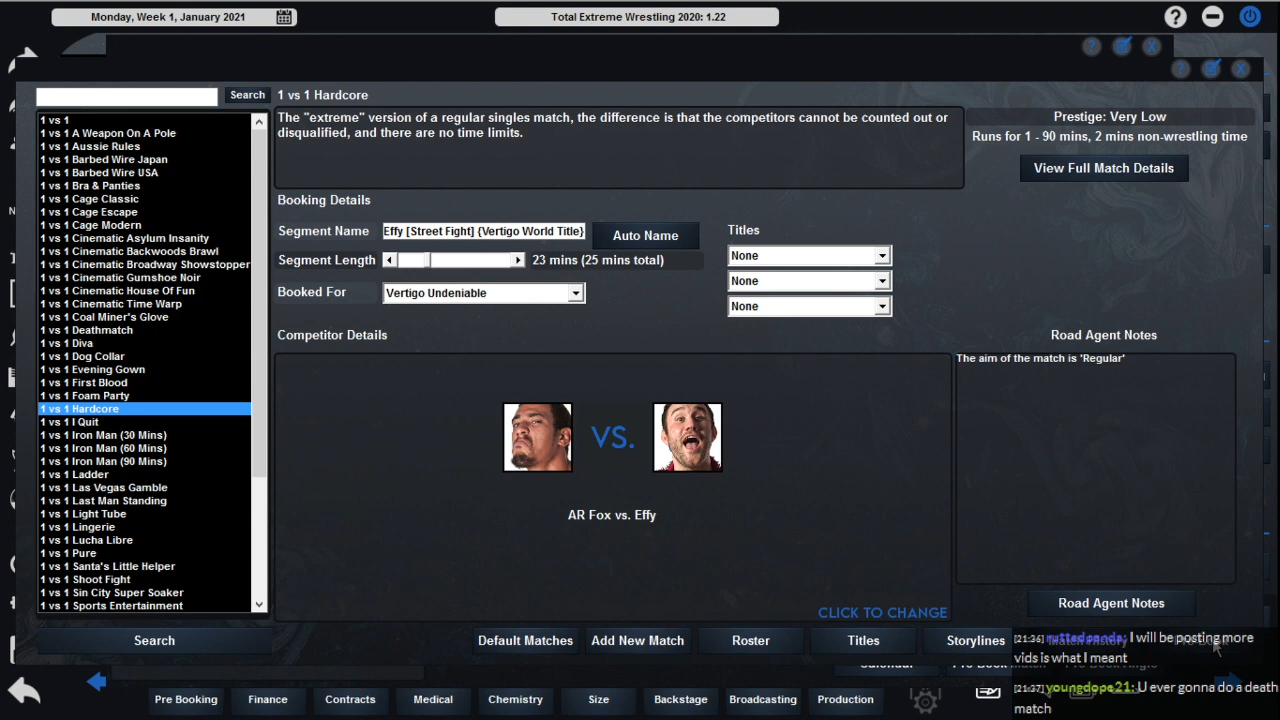 Monday, Week 1, January 2021
Total Extreme Wrestling 2020: 1.22
Search
1 vs 1 Hardcore
The "extreme" version of a regular singles match, the difference is that the competitors cannot be counted out or
disqualified, and there are no time limits.
Prestige: Very Low
Runs for 1 - 90 mins, 2 mins non-wrestling time
View Full Match Details
1 vs 1
1 vs 1 A Weapon On A Pole
1 vs 1 Aussie Rules
1 vs 1 Barbed Wire Japan
1 vs 1 Barbed Wire USA
1 vs 1 Bra & Panties
1 vs 1 Cage Classic
1 vs 1 Cage Escape
1 vs 1 Cage Modern
1 vs 1 Cinematic Asylum Insanity
1 vs 1 Cinematic Backwoods Brawl
1 vs 1 Cinematic Broadway Showstopper
1 vs 1 Cinematic Gumshoe Noir
1 vs 1 Cinematic House Of Fun
1 vs 1 Cinematic Time Warp
1 vs 1 Coal Miner's Glove
1 vs 1 Deathmatch
1 vs 1 Diva
1 vs 1 Dog Collar
1 vs 1 Evening Gown
1 vs 1 First Blood
1 vs 1 Foam Party
1 vs 1 Hardcore
1 vs 1 I Quit
1 vs 1 Iron Man (30 Mins)
1 vs 1 Iron Man (60 Mins)
1 vs 1 Iron Man (90 Mins)
1 vs 1 Ladder
1 vs 1 Las Vegas Gamble
1 vs 1 Last Man Standing
1 vs 1 Light Tube
1 vs 1 Lingerie
1 vs 1 Lucha Libre
1 vs 1 Pure
1 vs 1 Santa's Little Helper
1 vs 1 Shoot Fight
1 vs 1 Sin City Super Soaker
1 vs 1 Sports Entertainment
Search
Booking Details
Segment Name
Effy [Street Fight] {Vertigo World Title}
Auto Name
Segment Length
23 mins (25 mins total)
Booked For
Vertigo Undeniable
Titles
None
None
None
Competitor Details
VS.
AR Fox vs. Effy
CLICK TO CHANGE
Road Agent Notes
The aim of the match is 'Regular'
Road Agent Notes
Default Matches
Add New Match
Roster
Titles
Storylines
[21:36] ruttedpanda: I will be posting more
vids is what I meant
[21:37] youngdope21: U ever gonna do a death
match
Pre Booking
Finance
Contracts
Medical
Chemistry
Size
Backstage
Broadcasting
Production